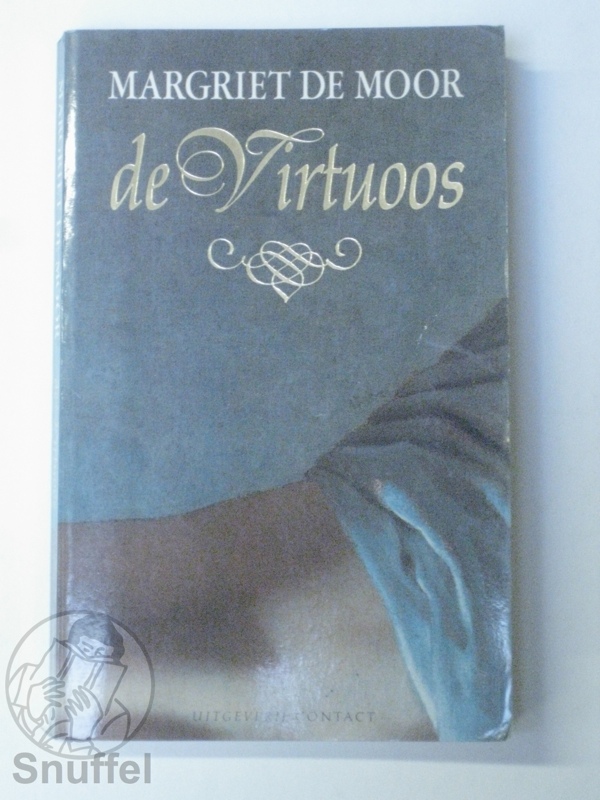 MARGRIET DE MOOR
de Virtuoos
UITGEVERIJ CONTACT
Snuffel